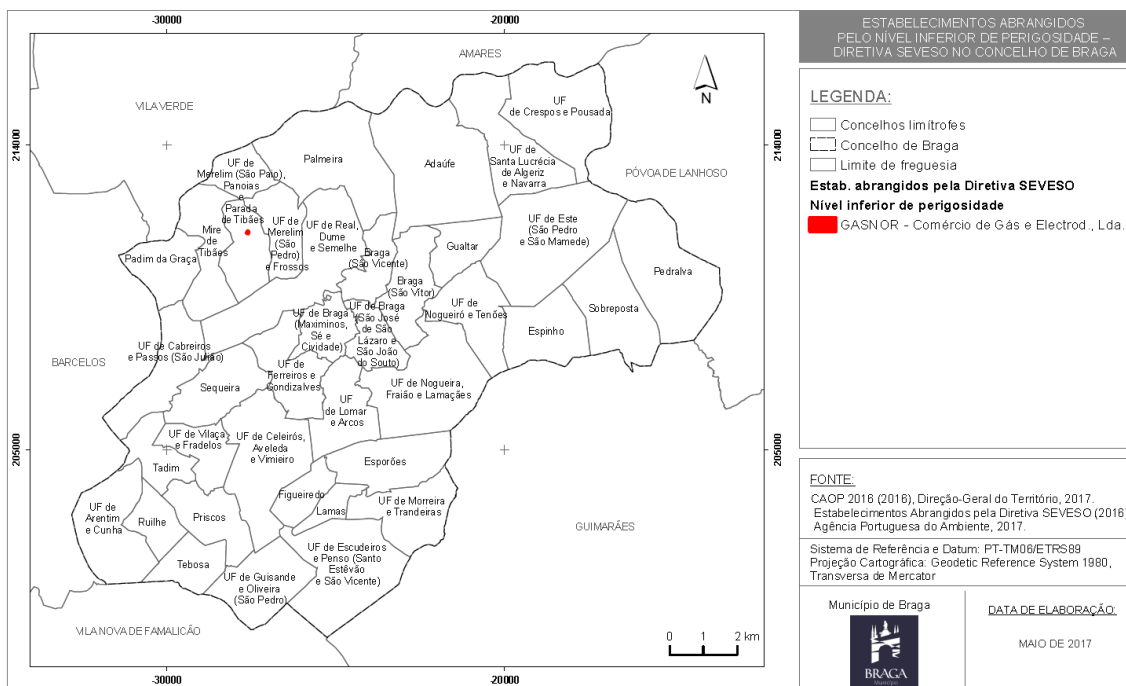 -30000
-20000
214000
205000
214000
205000
-30000
-20000
AMARES
VILA VERDE
PÓVOA DE LANHOSO
BARCELOS
GUIMARÃES
VILA NOVA DE FAMALICÃO
N
UF
de Crespos e Pousada
UF de
Santa Lucrécia
de Algeriz
e Navarra
Adaúfe
Palmeira
UF de
Merelim (São Paio),
Panoias
e
Parada
de Tibães
Mire
de
Tibães
Padim da Graça
UF de
Merelim
(São
Pedro)
e Frossos
UF de Real,
Dume
e Semelhe
Braga
(São Vicente)
Braga
(São Vítor)
Gualtar
UF de Este
(São Pedro
e São Mamede)
Pedralva
Sobreposta
Espinho
UF de
Nogueiró e Tenões
UF de Braga
(Maximinos,
Sé e
Cividade)
UF de Braga
(São José
de São
Lázaro e
São João
do Souto)
UF de Cabreiros
e Passos (São Julião)
Sequeira
UF de
Ferreiros e
Gondizalves
UF
de Lomar
e Arcos
UF de Nogueira,
Fraião e Lamaçães
UF de Vilaça
e Fradelos
UF de Celeirós,
Aveleda
e Vimieiro
Tadim
Esporões
Figueiredo
Lamas
UF de Morreira
e Trandeiras
UF de
Arentim
e Cunha
Ruilhe
Priscos
Tebosa
UF de Escudeiros
e Penso (Santo
Estêvão
e São Vicente)
UF de Guisande
e Oliveira
(São Pedro)
0 1 2 km
ESTABELECIMENTOS ABRANGIDOS
PELO NÍVEL INFERIOR DE PERIGOSIDADE –
DIRETIVA SEVESO NO CONCELHO DE BRAGA
LEGENDA:
Concelhos limítrofes
Concelho de Braga
Limite de freguesia
Estab. abrangidos pela Diretiva SEVESO
Nível inferior de perigosidade
GASNOR - Comércio de Gás e Electrod., Lda.
FONTE:
CAOP 2016 (2016), Direção-Geral do Território, 2017.
Estabelecimentos Abrangidos pela Diretiva SEVESO (2016)
Agência Portuguesa do Ambiente, 2017.
Sistema de Referência e Datum: PT-TM06/ETRS89
Projeção Cartográfica: Geodetic Reference System 1980,
Transversa de Mercator
Município de Braga
BRAGA
Município
DATA DE ELABORAÇÃO:
MAIO DE 2017